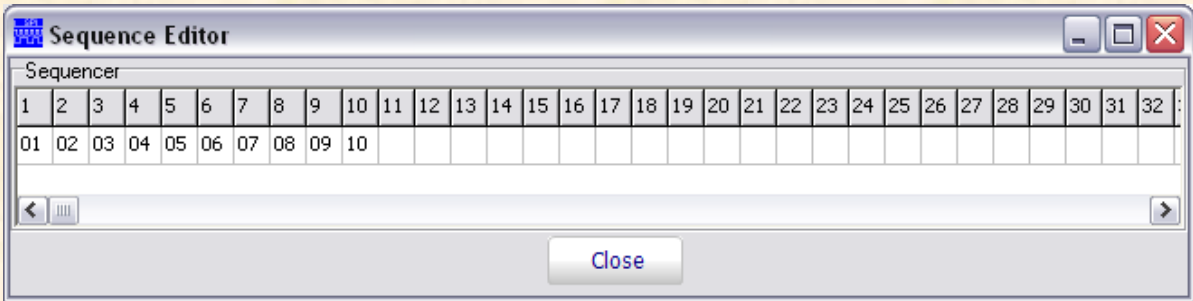 Sequence Editor
Sequencer
1 2 3 4 5 6 7 8 9 10 11 12 13 14 15 16 17 18 19 20 21 22 23 24 25 26 27 28 29 30 31 32
01 02 03 04 05 06 07 08 09 10
Close